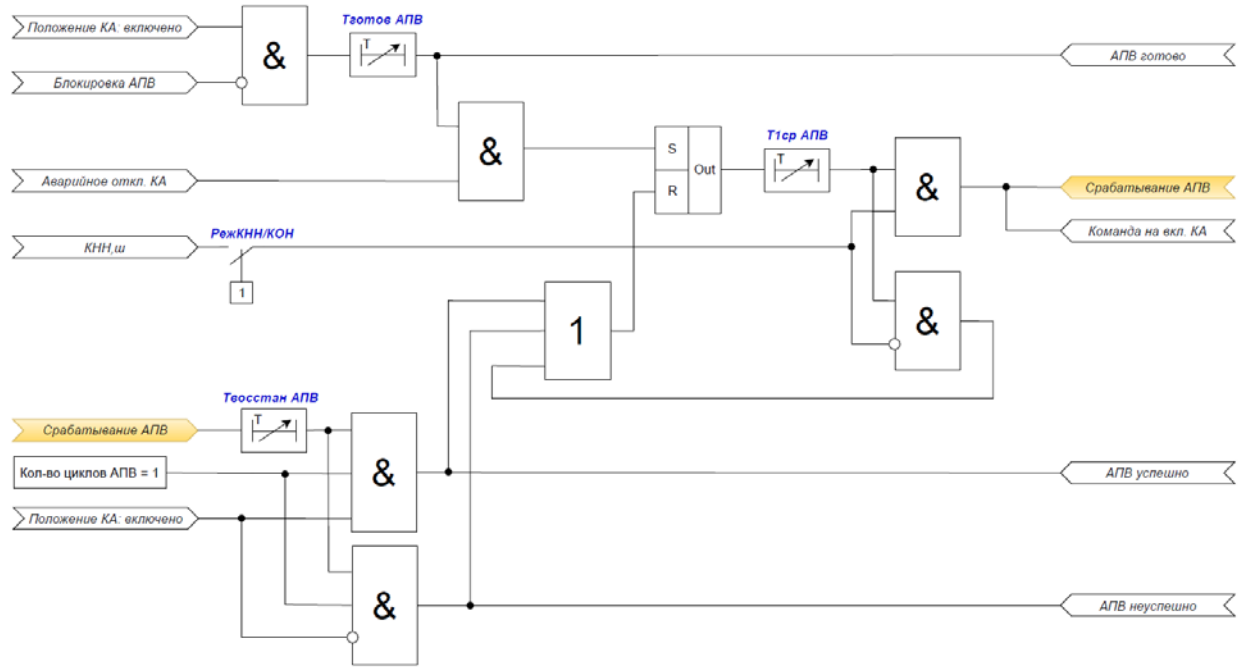 Положение КА: включено
Блокировка АПВ
&
Тготов АПВ
T
АПВ готово
Аварийное откл. КА
&
S
R
Out
Т1ср АПВ
T
&
Срабатывание АПВ
Команда на вкл. КА
КНН,ш
РежКНН/КОН
1
1
&
Твосстан АПВ
T
Срабатывание АПВ
Кол-во циклов АПВ = 1
Положение КА: включено
&
АПВ успешно
&
АПВ неуспешно